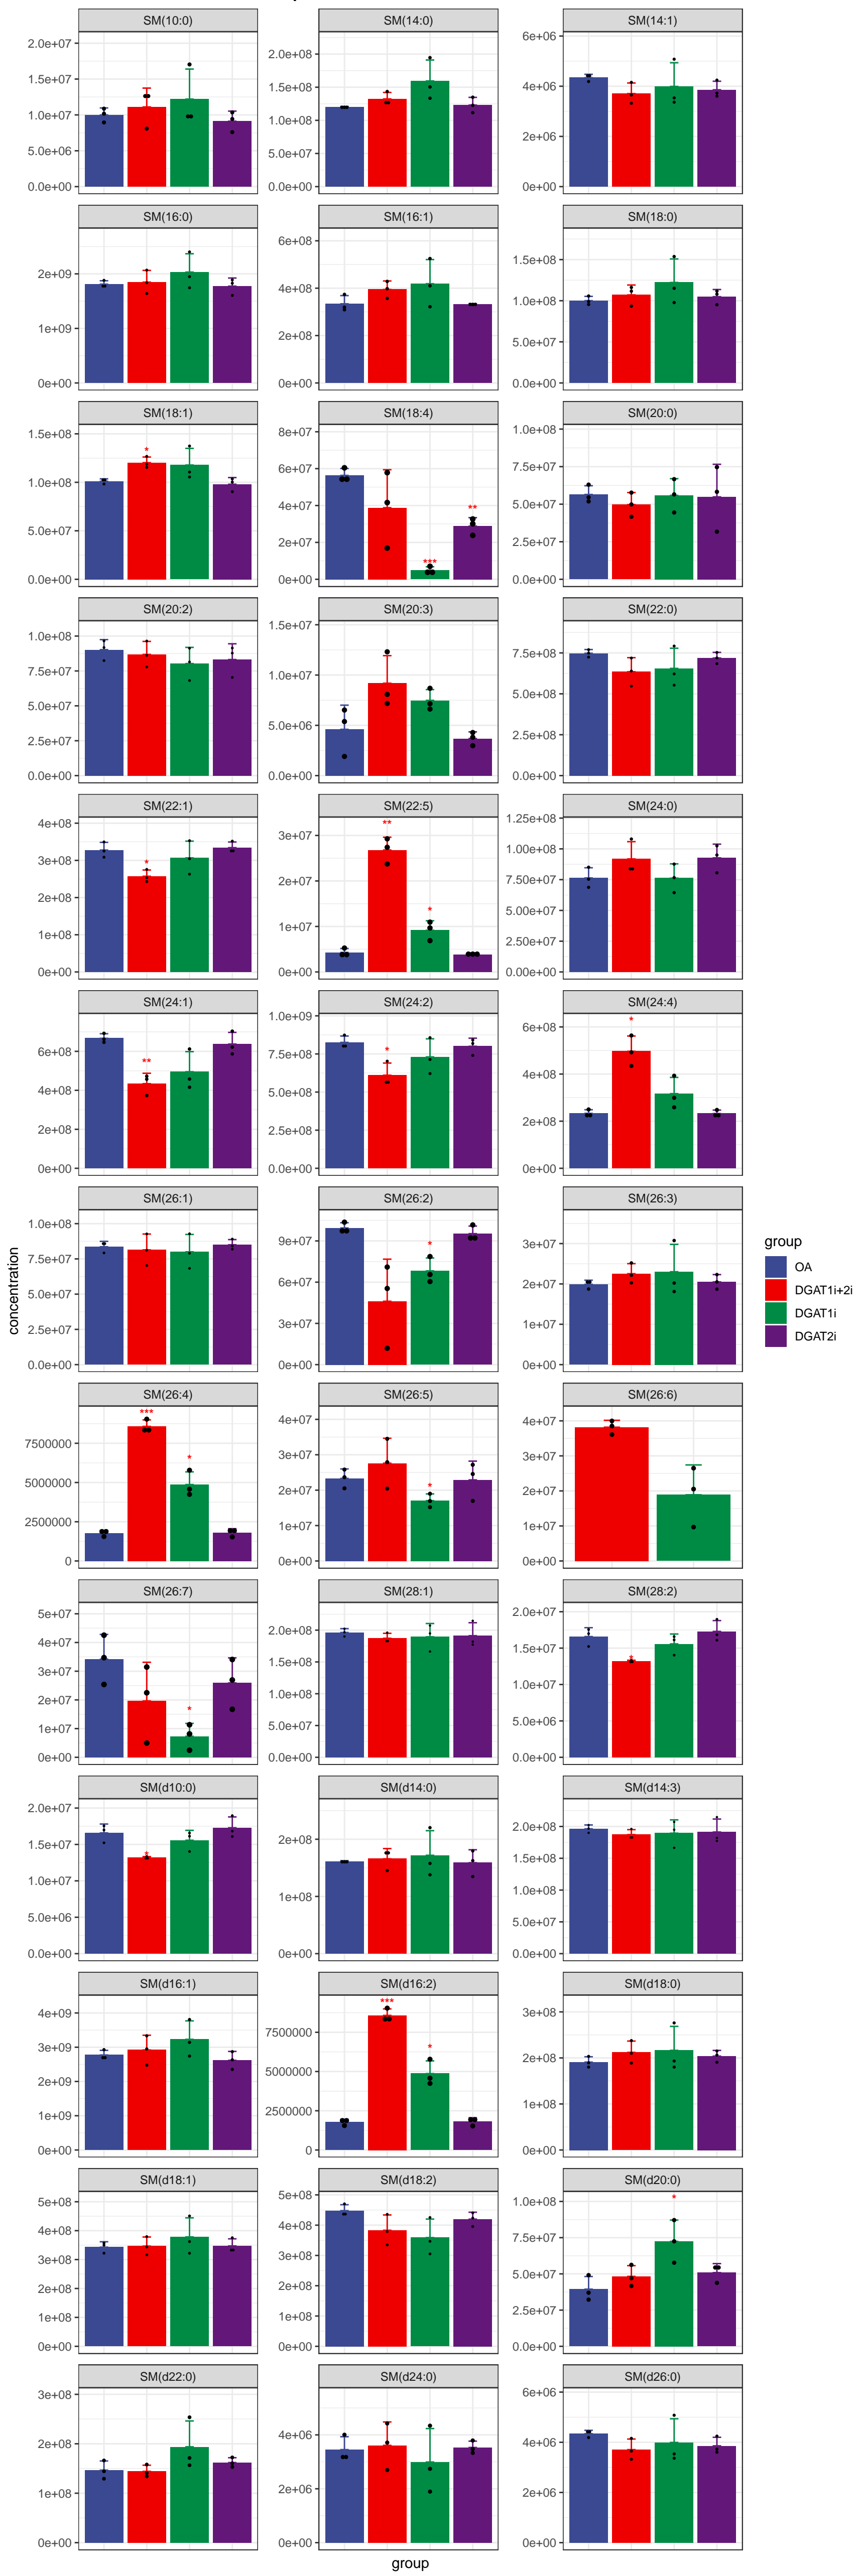 SM(10:0) SM(14:0) SM(14:1)
2.0e+07
1.5e+07
1.0e+07
5.0e+06
0.0e+00
2.0e+08
1.5e+08
1.0e+08
5.0e+07
0.0e+00
6e+06
4e+06
2e+06
0e+00
SM(16:0) SM(16:1) SM(18:0)
2e+09
1e+09
0e+00
6e+08
4e+08
2e+08
0e+00
1.5e+08
1.0e+08
5.0e+07
0.0e+00
SM(18:1) SM(18:4) SM(20:0)
1.5e+08
1.0e+08
5.0e+07
0.0e+00
*
8e+07
6e+07
4e+07
2e+07
0e+00
***
**
1.0e+08
7.5e+07
5.0e+07
2.5e+07
0.0e+00
SM(20:2) SM(20:3) SM(22:0)
1.0e+08
7.5e+07
5.0e+07
2.5e+07
0.0e+00
1.5e+07
1.0e+07
5.0e+06
0.0e+00
7.5e+08
5.0e+08
2.5e+08
0.0e+00
SM(22:1) SM(22:5) SM(24:0)
4e+08
3e+08
2e+08
1e+08
0e+00
*
3e+07
2e+07
1e+07
0e+00
**
*
1.25e+08
1.00e+08
7.50e+07
5.00e+07
2.50e+07
0.00e+00
SM(24:1) SM(24:2) SM(24:4)
6e+08
4e+08
2e+08
0e+00
**
1.0e+09
7.5e+08
5.0e+08
2.5e+08
0.0e+00
*
6e+08
4e+08
2e+08
0e+00
*
SM(26:1) SM(26:2) SM(26:3)
1.0e+08
7.5e+07
5.0e+07
2.5e+07
0.0e+00
9e+07
6e+07
3e+07
0e+00
*
3e+07
2e+07
1e+07
0e+00
SM(26:4) SM(26:5) SM(26:6)
7500000
5000000
2500000
0
***
*
4e+07
3e+07
2e+07
1e+07
0e+00
*
4e+07
3e+07
2e+07
1e+07
0e+00
SM(26:7) SM(28:1) SM(28:2)
5e+07
4e+07
3e+07
2e+07
1e+07
0e+00
*
2.0e+08
1.5e+08
1.0e+08
5.0e+07
0.0e+00
2.0e+07
1.5e+07
1.0e+07
5.0e+06
0.0e+00
*
SM(d10:0) SM(d14:0) SM(d14:3)
2.0e+07
1.5e+07
1.0e+07
5.0e+06
0.0e+00
*
2e+08
1e+08
0e+00
2.0e+08
1.5e+08
1.0e+08
5.0e+07
0.0e+00
SM(d16:1) SM(d16:2) SM(d18:0)
4e+09
3e+09
2e+09
1e+09
0e+00
7500000
5000000
2500000
0
***
*
3e+08
2e+08
1e+08
0e+00
SM(d18:1) SM(d18:2) SM(d20:0)
5e+08
4e+08
3e+08
2e+08
1e+08
0e+00
5e+08
4e+08
3e+08
2e+08
1e+08
0e+00
1.0e+08
7.5e+07
5.0e+07
2.5e+07
0.0e+00
*
SM(d22:0) SM(d24:0) SM(d26:0)
3e+08
2e+08
1e+08
0e+00
4e+06
2e+06
0e+00
6e+06
4e+06
2e+06
0e+00
concentration
group
group
OA
DGAT1i+2i
DGAT1i
DGAT2i